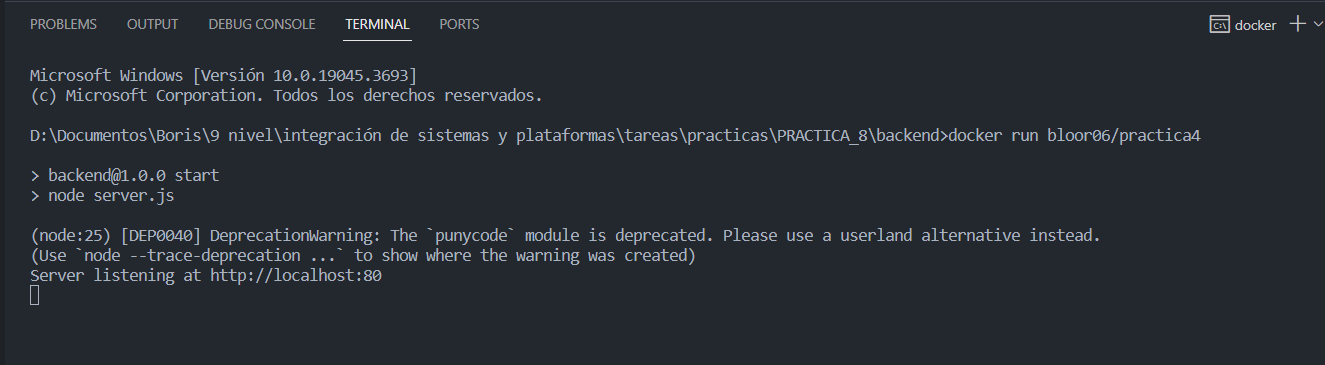 PROBLEMS OUTPUT DEBUG CONSOLE TERMINAL PORTS docker
Microsoft Windows [Versión 10.0.19045.3693]
(c) Microsoft Corporation. Todos los derechos reservados.
D:\Documentos\Boris\9 nivel\integración de sistemas y plataformas\tareas\practicas\PRACTICA_8\backend>docker run bloor06/practica4
> backend@1.0.0 start
> node server.js
(node:25) [DEP0040] DeprecationWarning: The `punycode` module is deprecated. Please use a userland alternative instead.
(Use `node --trace-deprecation ...` to show where the warning was created)
Server listening at http://localhost:80